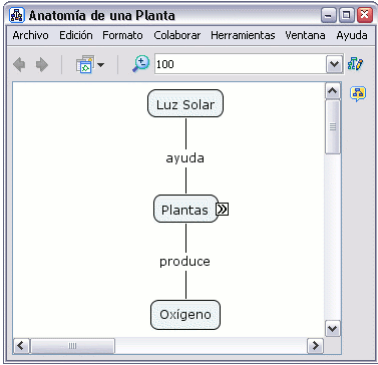 Anatomía de una Planta
Archivo Edición Formato Colaborar Herramientas Ventana Ayuda
100
Luz Solar
ayuda
Plantas
produce
Oxígeno